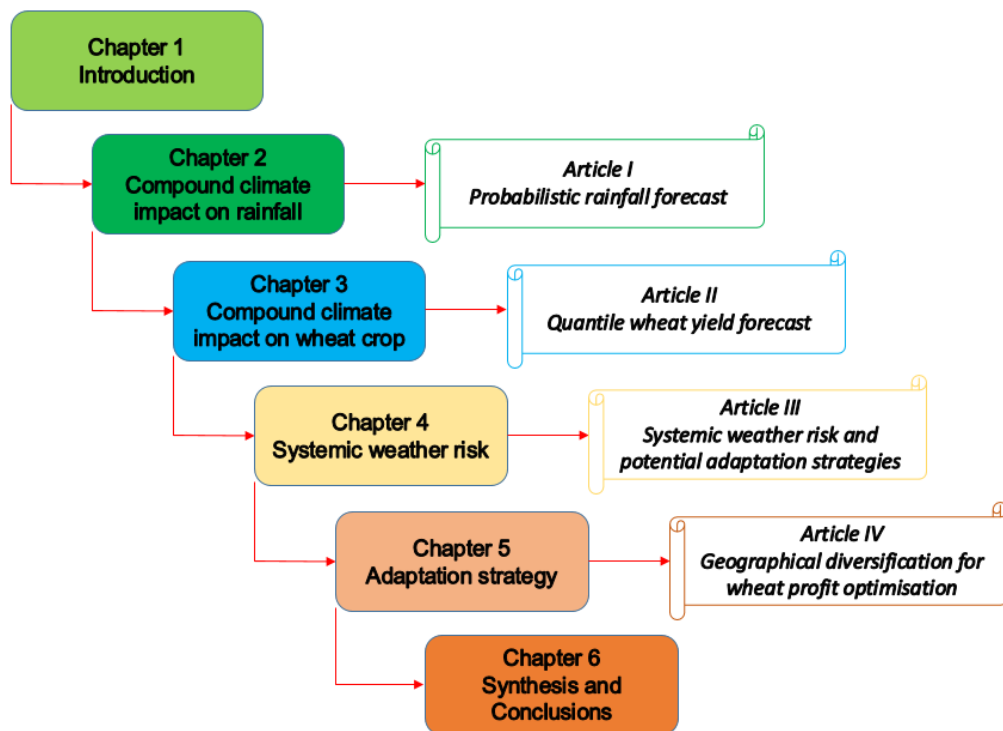 Chapter 1
Introduction
Chapter 2
Compound climate
impact on rainfall
Article I
Probabilistic rainfall forecast
Chapter 3
Compound climate
impact on wheat crop
Article II
Quantile wheat yield forecast
Chapter 4
Systemic weather risk
Article III
Systemic weather risk and
potential adaptation strategies
Chapter 5
Adaptation strategy
Article IV
Geographical diversification for
wheat profit optimisation
Chapter 6
Synthesis and
Conclusions